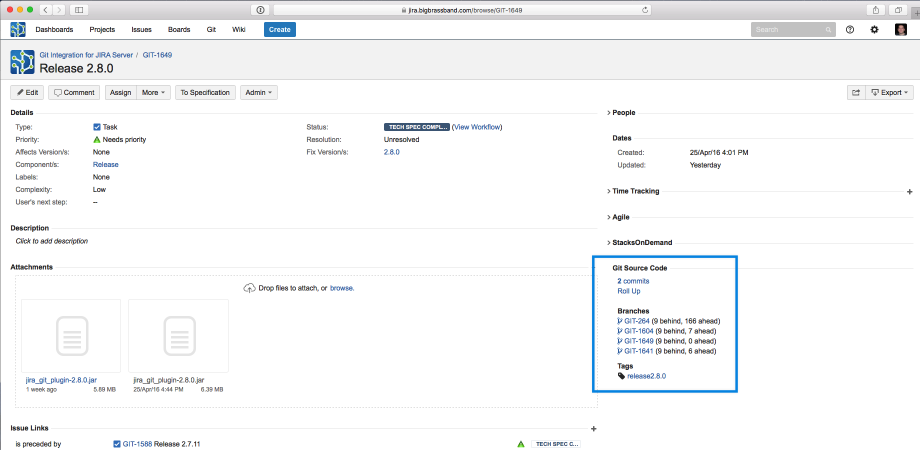 jira.bigbrassband.com/browse/GIT-1649
Dashboards Projects Issues Boards Git Wiki Create Search
Git Integration for JIRA Server / GIT-1649
Release 2.8.0
Edit Comment Assign More To Specification Admin Export
Details
Type: Task
Priority: Needs priority
Affects Version/s: None
Component/s: Release
Labels: None
Complexity: Low
User's next step: --
Status: TECH SPEC COMPL... (View Workflow)
Resolution: Unresolved
Fix Version/s: 2.8.0
Description
Click to add description
Attachments
Drop files to attach, or browse.
jira_git_plugin-2.8.0.jar
1 week ago 5.89 MB
jira_git_plugin-2.8.0.jar
25/Apr/16 4:44 PM 6.39 MB
Issue Links
is preceded by GIT-1588 Release 2.7.11 TECH SPEC C...
People
Dates
Created: 25/Apr/16 4:01 PM
Updated: Yesterday
Time Tracking
Agile
StacksOnDemand
Git Source Code
2 commits
Roll Up
Branches
GIT-264 (9 behind, 166 ahead)
GIT-1604 (9 behind, 7 ahead)
GIT-1649 (9 behind, 0 ahead)
GIT-1641 (9 behind, 6 ahead)
Tags
release2.8.0